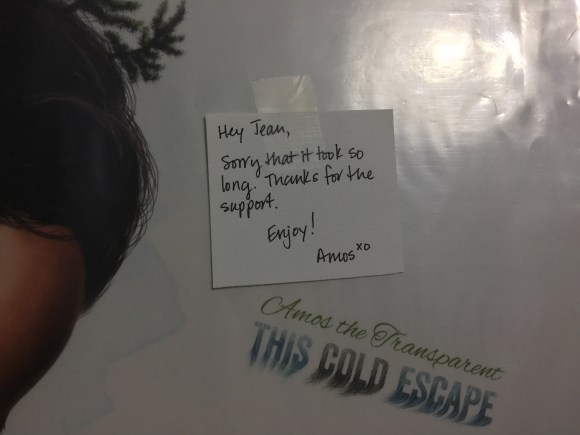 Hey Jean,
Sorry that it took so
long. Thanks for the
support.
Enjoy!
Amos xo
Amos the Transparent
THIS COLD ESCAPE